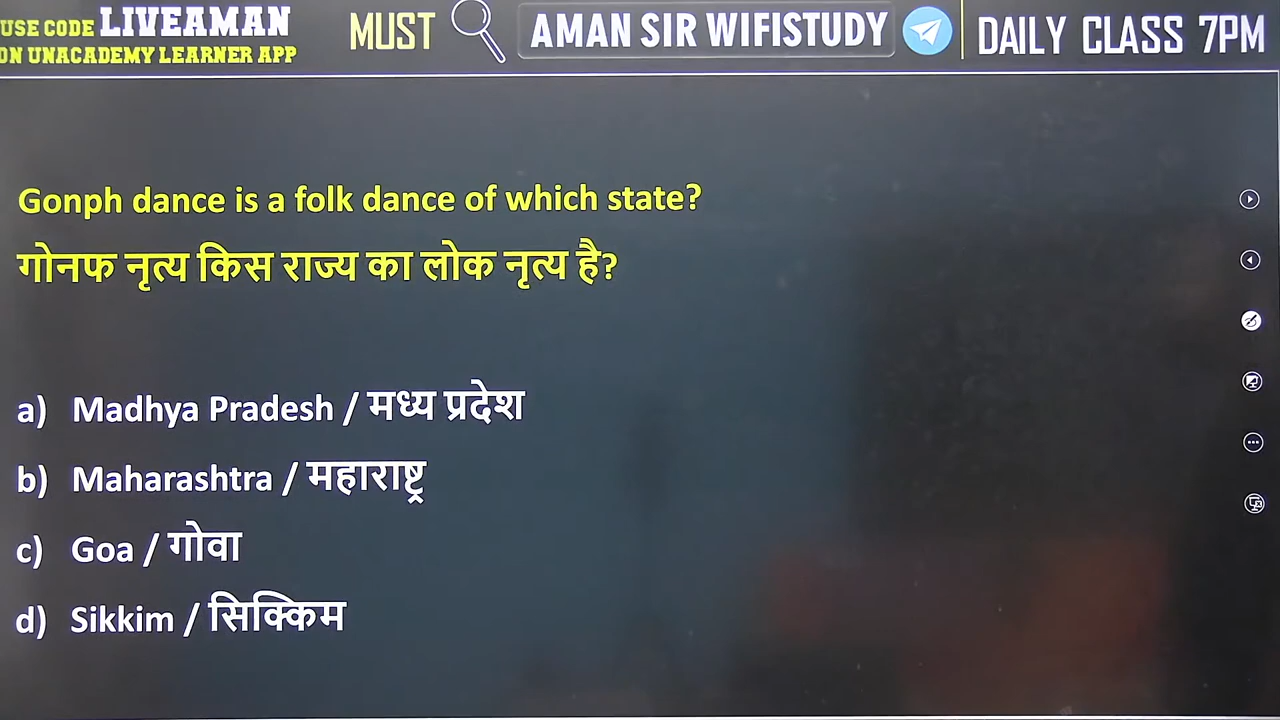 USE CODE LIVEAMAN
ON UNACADEMY LEARNER APP
MUST
AMAN SIR WIFISTUDY
DAILY CLASS 7PM
Gonph dance is a folk dance of which state?
गोनफ नृत्य किस राज्य का लोक नृत्य है?
a) Madhya Pradesh / मध्य प्रदेश
b) Maharashtra / महाराष्ट्र
c) Goa / गोवा
d) Sikkim / सिक्किम